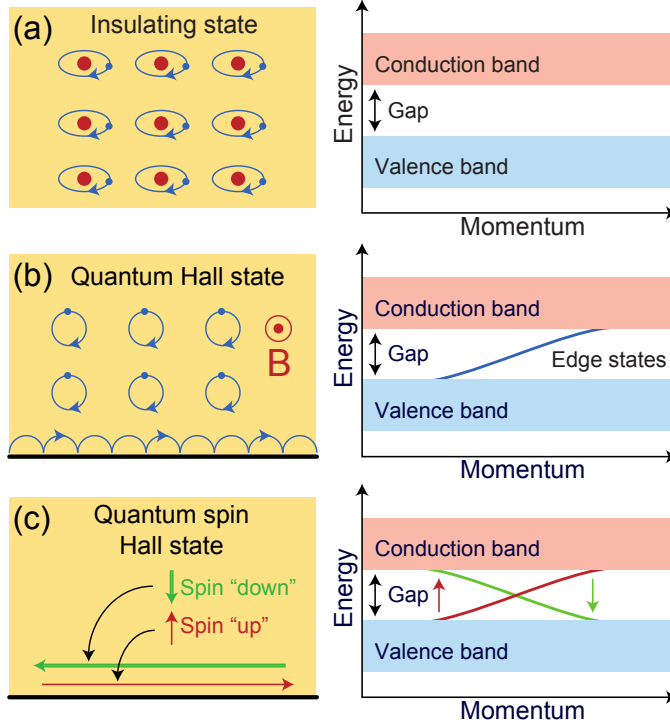 (a)
Insulating state
Energy
Conduction band
Gap
Valence band
Momentum
(b)
Quantum Hall state
B
Energy
Conduction band
Gap
Edge states
Valence band
Momentum
(c)
Quantum spin
Hall state
Spin “down”
Spin “up”
Energy
Conduction band
Gap
Valence band
Momentum